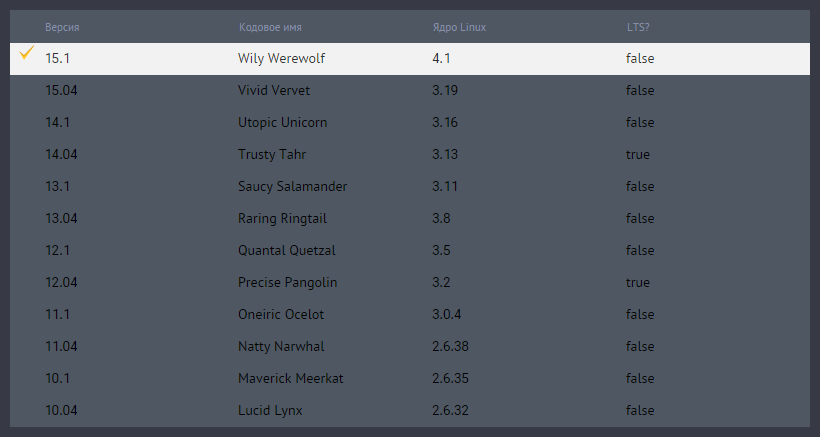 Версия Кодовое имя Ядро Linux LTS?
15.1 Wily Werewolf 4.1 false
15.04 Vivid Vervet 3.19 false
14.1 Utopic Unicorn 3.16 false
14.04 Trusty Tahr 3.13 true
13.1 Saucy Salamander 3.11 false
13.04 Raring Ringtail 3.8 false
12.1 Quantal Quetzal 3.5 false
12.04 Precise Pangolin 3.2 true
11.1 Oneiric Ocelot 3.0.4 false
11.04 Natty Narwhal 2.6.38 false
10.1 Maverick Meerkat 2.6.35 false
10.04 Lucid Lynx 2.6.32 false